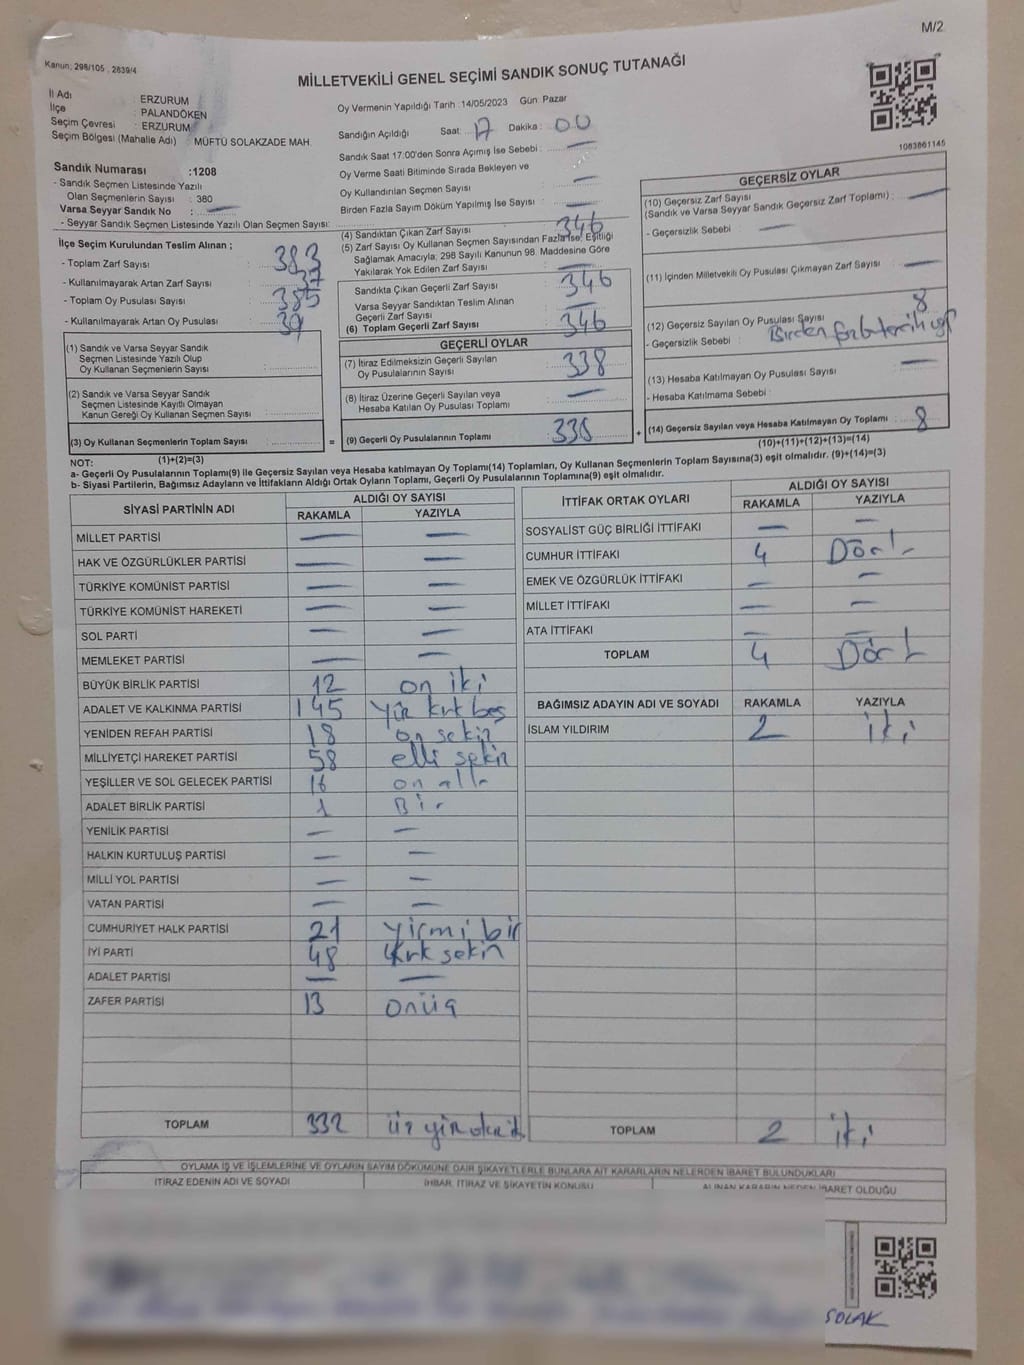 M/2
Kanun, 298/105 , 2839/4
MİLLETVEKİLİ GENEL SEÇİMİ SANDIK SONUÇ TUTANAĞI
İl Adı : ERZURUM
İlçe : PALANDÖKEN
Seçim Çevresi : ERZURUM
Seçim Bölgesi (Mahalle Adı) : MÜFTÜ SOLAKZADE MAH.
Sandık Numarası :1208
- Sandık Seçmen Listesinde Yazılı
Olan Seçmenlerin Sayısı : 380
Varsa Seyyar Sandık No : —
- Seyyar Sandık Seçmen Listesinde Yazılı Olan Seçmen Sayısı:
Oy Vermenin Yapıldığı Tarih :14/05/2023 Gün: Pazar
Sandığın Açıldığı Saat: 17 Dakika: 00
Sandık Saat 17:00'den Sonra Açımış İse Sebebi : —
Oy Verme Saati Bitiminde Sırada Bekleyen ve
Oy Kullandırılan Seçmen Sayısı : —
Birden Fazla Sayım Döküm Yapılmış İse Sayısı : —
(4) Sandıktan Çıkan Zarf Sayısı : 346
(5) Zarf Sayısı Oy Kullanan Seçmen Sayısından Fazla İse; Eşitliği
Sağlamak Amacıyla; 298 Sayılı Kanunun 98. Maddesine Göre
Yakılarak Yok Edilen Zarf Sayısı : —
Sandıkta Çıkan Geçerli Zarf Sayısı : 346
Varsa Seyyar Sandıktan Teslim Alınan
Geçerli Zarf Sayısı : —
(6) Toplam Geçerli Zarf Sayısı : 346
1083861145
İlçe Seçim Kurulundan Teslim Alınan ;
- Toplam Zarf Sayısı : 383
- Kullanılmayarak Artan Zarf Sayısı : 37
- Toplam Oy Pusulası Sayısı : 385
- Kullanılmayarak Artan Oy Pusulası : 39
(1) Sandık ve Varsa Seyyar Sandık
Seçmen Listesinde Yazılı Olup
Oy Kullanan Seçmenlerin Sayısı :
(2) Sandık ve Varsa Seyyar Sandık
Seçmen Listesinde Kayıtlı Olmayan
Kanun Gereği Oy Kullanan Seçmen Sayısı :
(3) Oy Kullanan Seçmenlerin Toplam Sayısı :
(1)+(2)=(3)
GEÇERLİ OYLAR
(7) İtiraz Edilmeksizin Geçerli Sayılan
Oy Pusulalarının Sayısı : 338
(8) İtiraz Üzerine Geçerli Sayılan veya
Hesaba Katılan Oy Pusulası Toplamı : —
= (9) Geçerli Oy Pusulalarının Toplamı : 338
GEÇERSİZ OYLAR
(10) Geçersiz Zarf Sayısı
(Sandık ve Varsa Seyyar Sandık Geçersiz Zarf Toplamı) : —
- Geçersizlik Sebebi : —
(11) İçinden Milletvekili Oy Pusulası Çıkmayan Zarf Sayısı : —
(12) Geçersiz Sayılan Oy Pusulası Sayısı : 8
- Geçersizlik Sebebi : Birden fazla tercih
(13) Hesaba Katılmayan Oy Pusulası Sayısı : —
- Hesaba Katılmama Sebebi :
+ (14) Geçersiz Sayılan veya Hesaba Katılmayan Oy Toplamı : 8
(10)+(11)+(12)+(13)=(14)
NOT:
a- Geçerli Oy Pusulalarının Toplamı(9) ile Geçersiz Sayılan veya Hesaba katılmayan Oy Toplamı(14) Toplamları, Oy Kullanan Seçmenlerin Toplam Sayısına(3) eşit olmalıdır. (9)+(14)=(3)
b- Siyasi Partilerin, Bağımsız Adayların ve İttifakların Aldığı Ortak Oyların Toplamı, Geçerli Oy Pusulalarının Toplamına(9) eşit olmalıdır.
SİYASİ PARTİNİN ADI ALDIĞI OY SAYISI
RAKAMLA YAZIYLA
MİLLET PARTİSİ — —
HAK VE ÖZGÜRLÜKLER PARTİSİ — —
TÜRKİYE KOMÜNİST PARTİSİ — —
TÜRKİYE KOMÜNİST HAREKETİ — —
SOL PARTİ — —
MEMLEKET PARTİSİ — —
BÜYÜK BİRLİK PARTİSİ 12 on iki
ADALET VE KALKINMA PARTİSİ 145 Yüz kırk beş
YENİDEN REFAH PARTİSİ 18 on sekiz
MİLLİYETÇİ HAREKET PARTİSİ 58 elli sekiz
YEŞİLLER VE SOL GELECEK PARTİSİ 16 on altı
ADALET BİRLİK PARTİSİ 1 Bir
YENİLİK PARTİSİ — —
HALKIN KURTULUŞ PARTİSİ — —
MİLLİ YOL PARTİSİ — —
VATAN PARTİSİ — —
CUMHURİYET HALK PARTİSİ 21 yirmi bir
İYİ PARTİ 48 kırk sekiz
ADALET PARTİSİ — —
ZAFER PARTİSİ 13 onüç
TOPLAM 332
İTTİFAK ORTAK OYLARI ALDIĞI OY SAYISI
RAKAMLA YAZIYLA
SOSYALİST GÜÇ BİRLİĞİ İTTİFAKI — —
CUMHUR İTTİFAKI 4 Dört
EMEK VE ÖZGÜRLÜK İTTİFAKI — —
MİLLET İTTİFAKI — —
ATA İTTİFAKI — —
TOPLAM 4 Dört
BAĞIMSIZ ADAYIN ADI VE SOYADI RAKAMLA YAZIYLA
İSLAM YILDIRIM 2 iki
TOPLAM 2 iki
OYLAMA İŞ VE İŞLEMLERİNE VE OYLARIN SAYIM DÖKÜMÜNE DAİR ŞİKAYETLERLE BUNLARA AİT KARARLARIN NELERDEN İBARET BULUNDUKLARI
İTİRAZ EDENİN ADI VE SOYADI İHBAR, İTİRAZ VE ŞİKAYETİN KONUSU ALINAN KARARIN NEDEN İBARET OLDUĞU
SOLAK